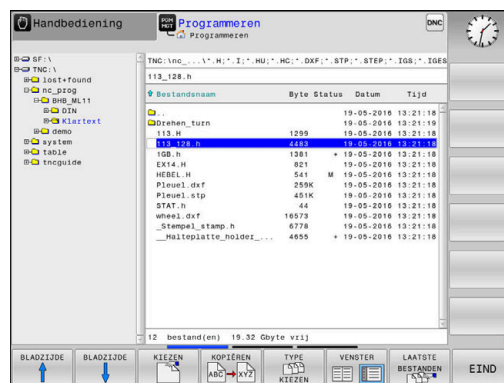 Handbediening
PGM MGT
Programmeren
Programmeren
DNC
SF:\
TNC:\
lost+found
nc_prog
BHB_ML11
DIN
Klartext
demo
system
table
tncguide
TNC:\nc_...\*.H;*.I;*.HU;*.HC;*.DXF;*.STP;*.STEP;*.IGS;*.IGES
113_128.h
Bestandsnaam Byte Status Datum Tijd
.. 19-05-2016 13:21:18
Drehen_turn 19-05-2016 13:21:19
113.H 1299 19-05-2016 13:21:18
113_128.h 4483 19-05-2016 13:21:18
1GB.h 1381 + 19-05-2016 13:21:18
EX14.H 821 19-05-2016 13:21:18
HEBEL.H 541 M 19-05-2016 13:21:18
Pleuel.dxf 259K 19-05-2016 13:21:18
Pleuel.stp 451K 19-05-2016 13:21:18
STAT.h 44 19-05-2016 13:21:18
wheel.dxf 16573 19-05-2016 13:21:18
_Stempel_stamp.h 6778 19-05-2016 13:21:18
__Halteplatte_holder_... 4655 + 19-05-2016 13:21:18
12 bestand(en) 19.32 Gbyte vrij
BLADZIJDE
BLADZIJDE
KIEZEN
KOPIËREN
ABC XYZ
TYPE
KIEZEN
VENSTER
LAATSTE
BESTANDEN
EIND